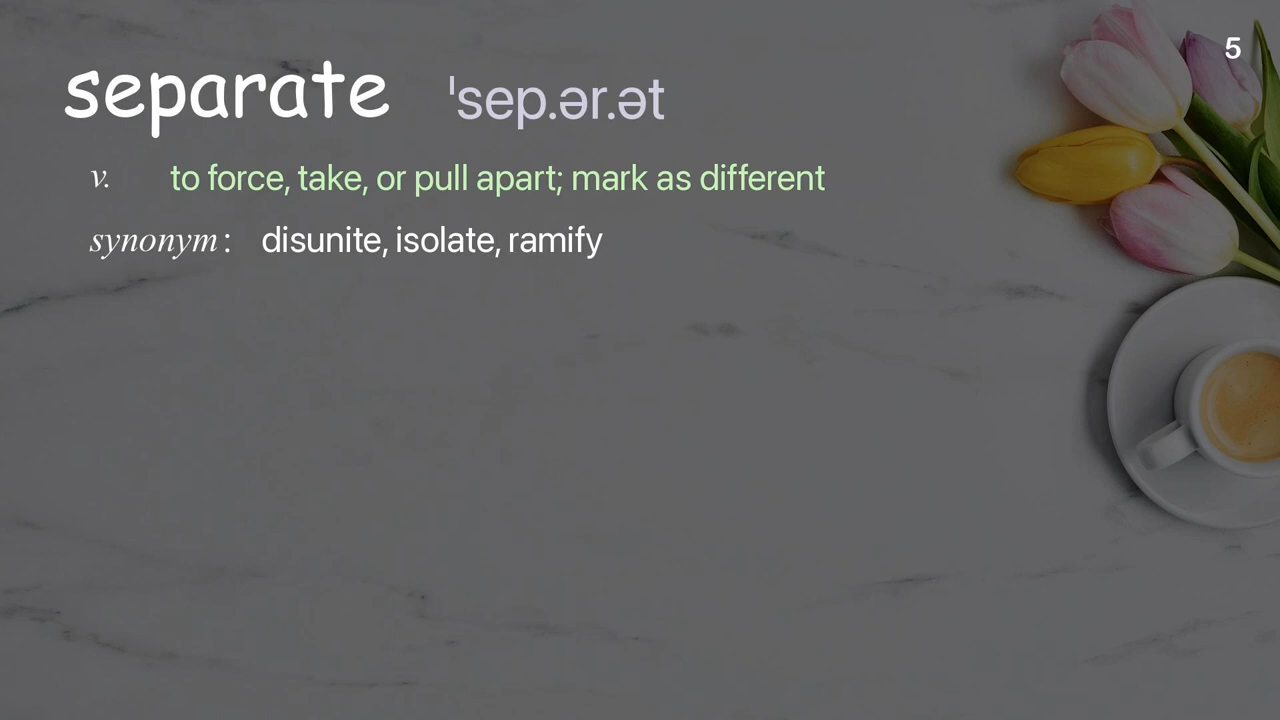 5
separate ˈsep.ər.ət
v. to force, take, or pull apart; mark as different
synonym: disunite, isolate, ramify